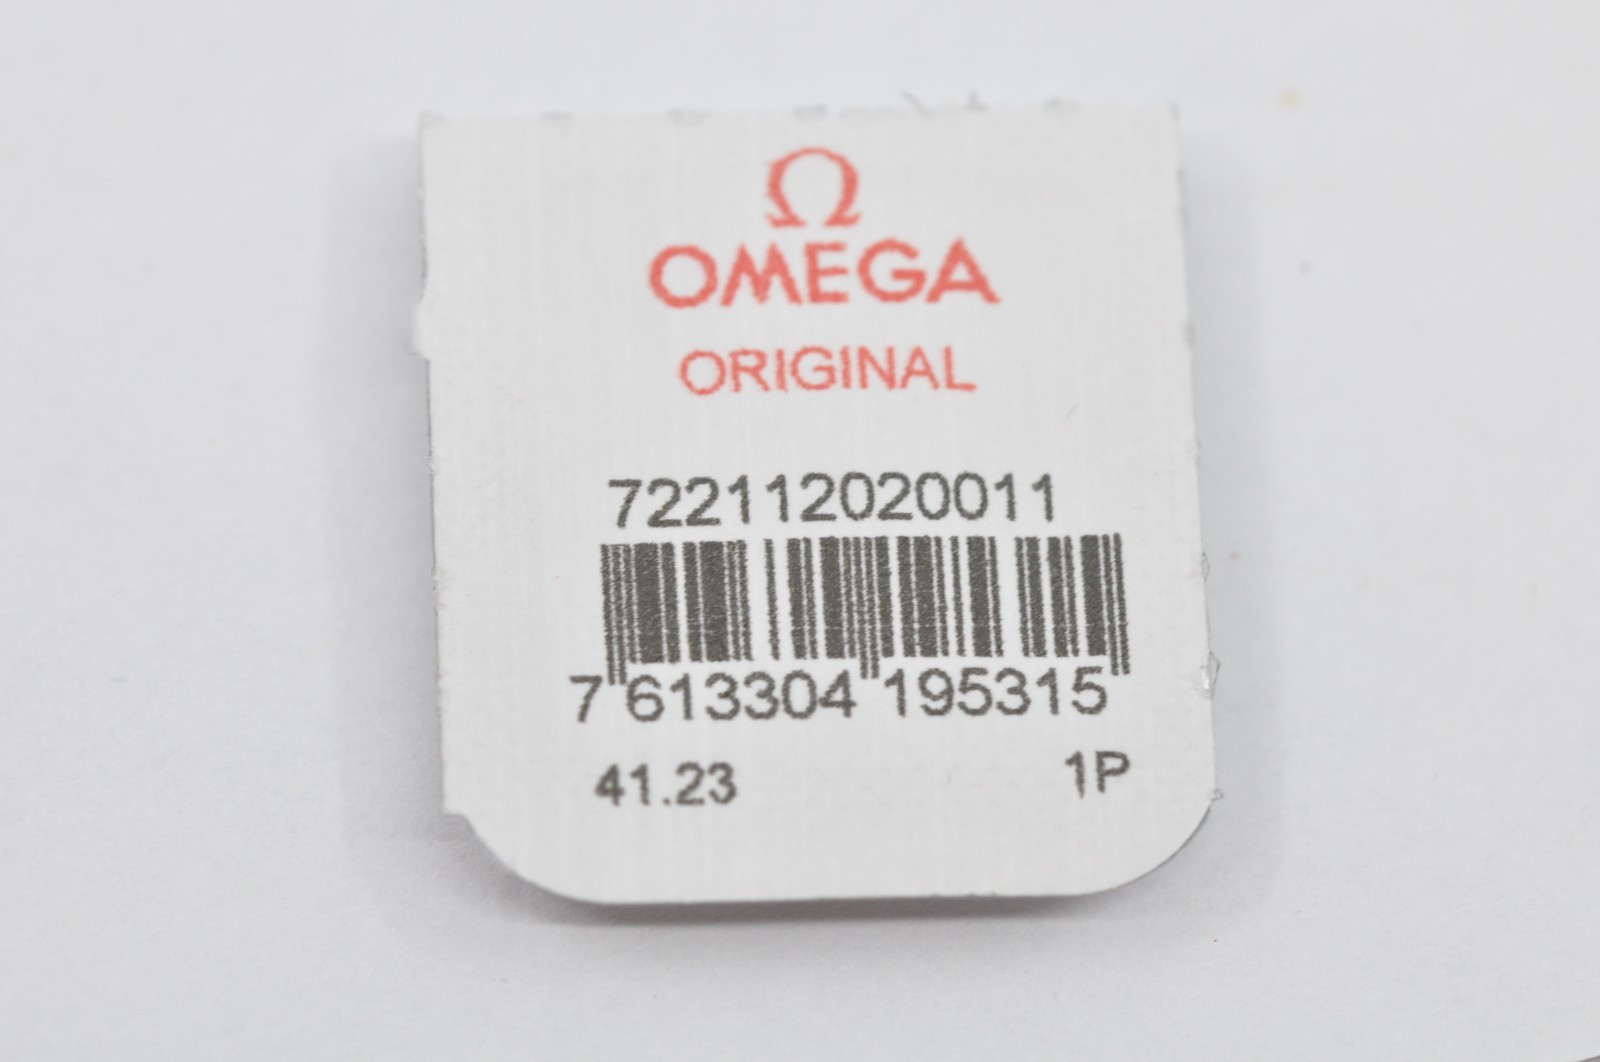 Ω
OMEGA
ORIGINAL
722112020011
7 613304 195315
41.23 1P